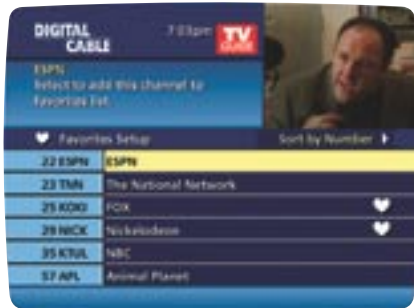 DIGITAL
CABLE
7:03pm
TV
GUIDE
ESPN
Select to add this channel to
favorites list.
Favorites Setup
Sort by Number
22 ESPN ESPN
23 TNN The National Network
25 KOKI FOX
29 NICK Nickelodeon
35 KTUL NBC
57 APL Animal Planet